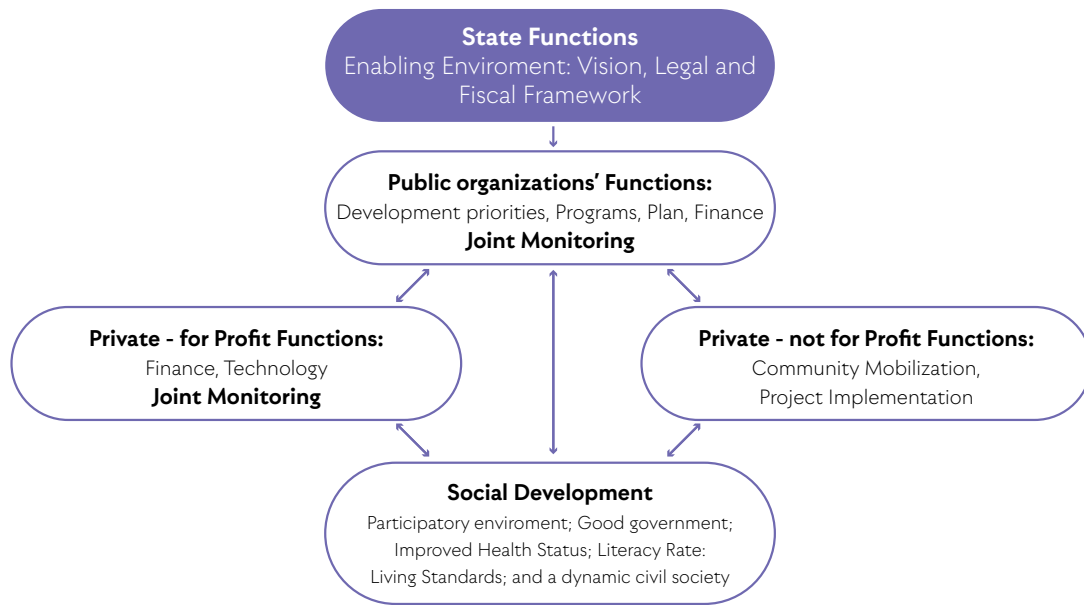 State Functions
Enabling Enviroment: Vision, Legal and
Fiscal Framework
Public organizations' Functions:
Development priorities, Programs, Plan, Finance
Joint Monitoring
Private - for Profit Functions:
Finance, Technology
Joint Monitoring
Private - not for Profit Functions:
Community Mobilization,
Project Implementation
Social Development
Participatory enviroment; Good government;
Improved Health Status; Literacy Rate:
Living Standards; and a dynamic civil society